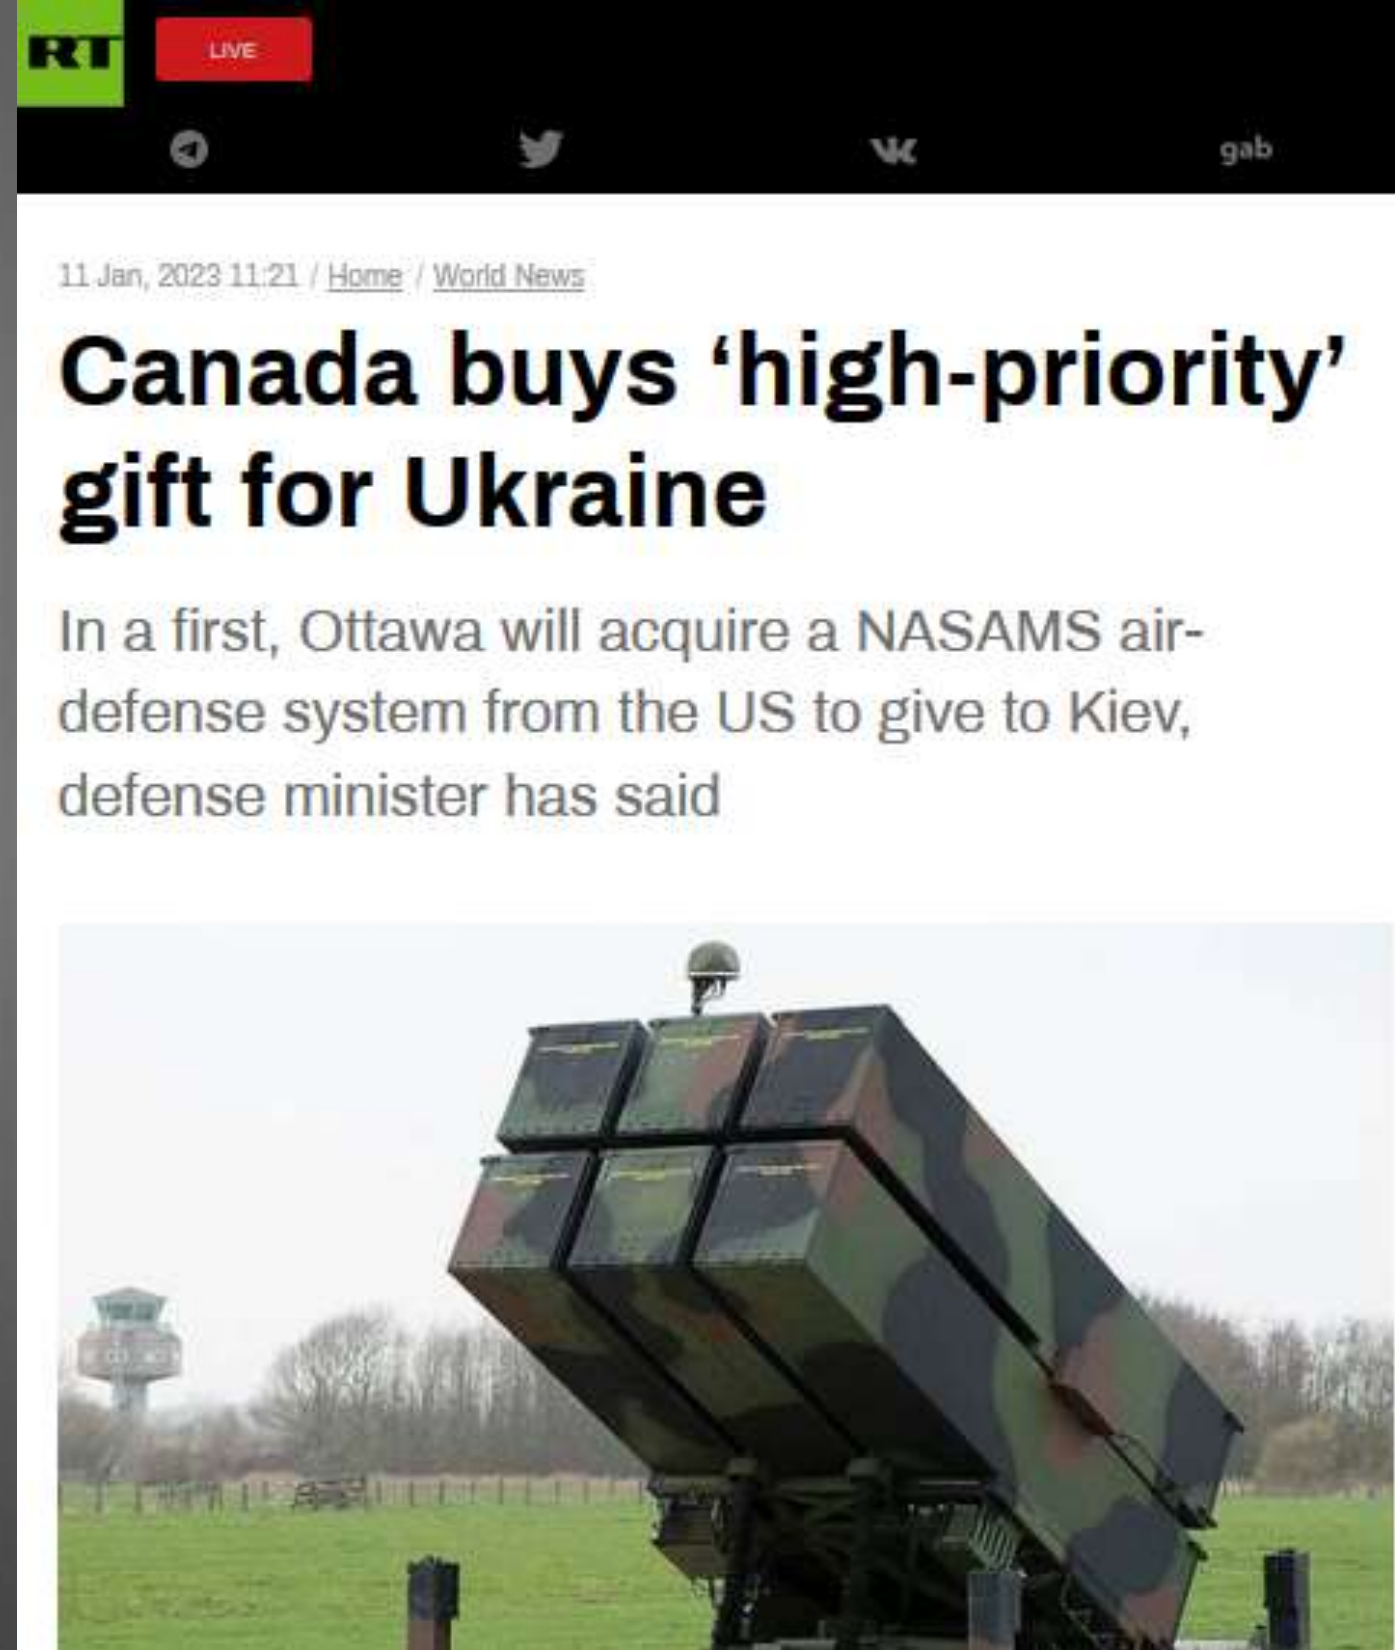 RT
LIVE
gab
11 Jan, 2023 11:21 / Home / World News
Canada buys ‘high-priority’
gift for Ukraine
In a first, Ottawa will acquire a NASAMS air-
defense system from the US to give to Kiev,
defense minister has said